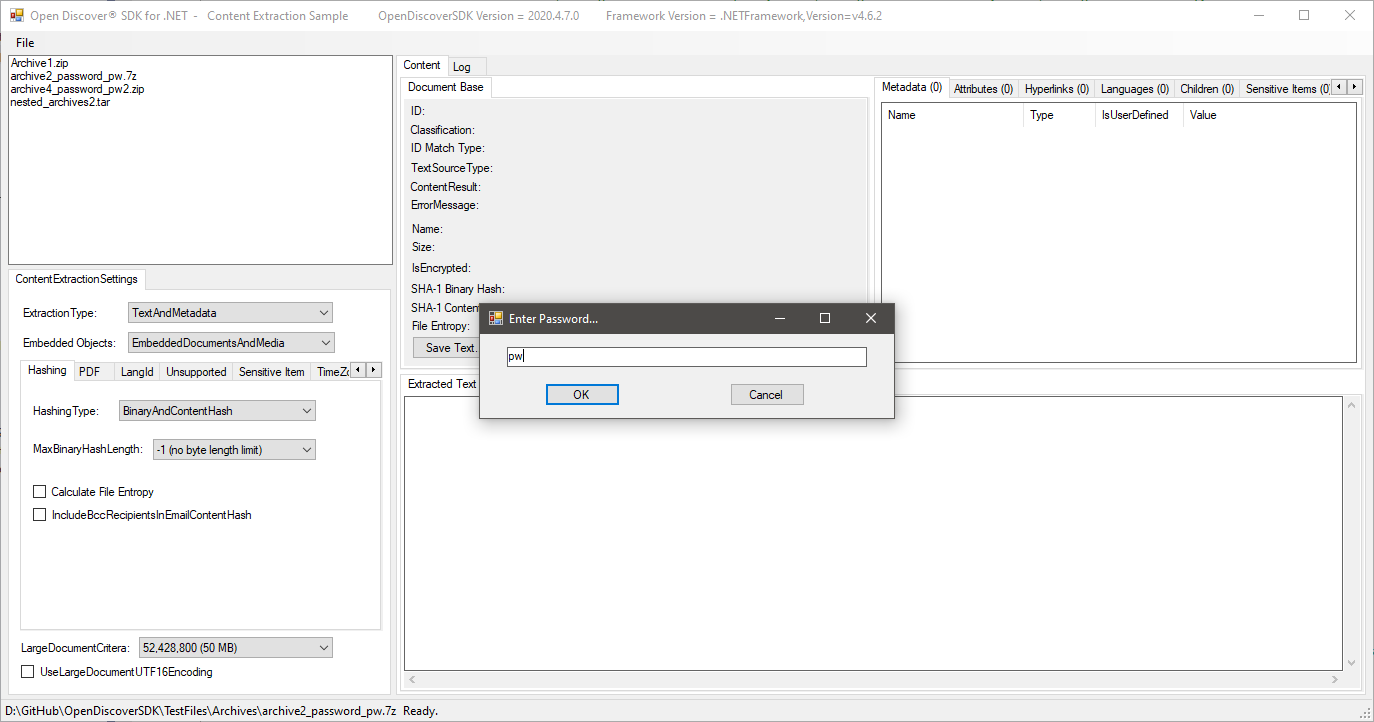 Open Discover® SDK for .NET - Content Extraction Sample OpenDiscoverSDK Version = 2020.4.7.0 Framework Version = .NETFramework,Version=v4.6.2
File
Archive1.zip
archive2_password_pw.7z
archive4_password_pw2.zip
nested_archives2.tar
ContentExtractionSettings
ExtractionType: TextAndMetadata
Embedded Objects: EmbeddedDocumentsAndMedia
Hashing PDF LangId Unsupported Sensitive Item TimeZo
HashingType: BinaryAndContentHash
MaxBinaryHashLength: -1 (no byte length limit)
Calculate File Entropy
IncludeBccRecipientsInEmailContentHash
LargeDocumentCritera: 52,428,800 (50 MB)
UseLargeDocumentUTF16Encoding
Content Log
Document Base
ID:
Classification:
ID Match Type:
TextSourceType:
ContentResult:
ErrorMessage:
Name:
Size:
IsEncrypted:
SHA-1 Binary Hash:
SHA-1 Conten
File Entropy:
Save Text.
Metadata (0) Attributes (0) Hyperlinks (0) Languages (0) Children (0) Sensitive Items (0)
Name Type IsUserDefined Value
Enter Password...
pw
OK Cancel
Extracted Text
D:\GitHub\OpenDiscoverSDK\TestFiles\Archives\archive2_password_pw.7z Ready.